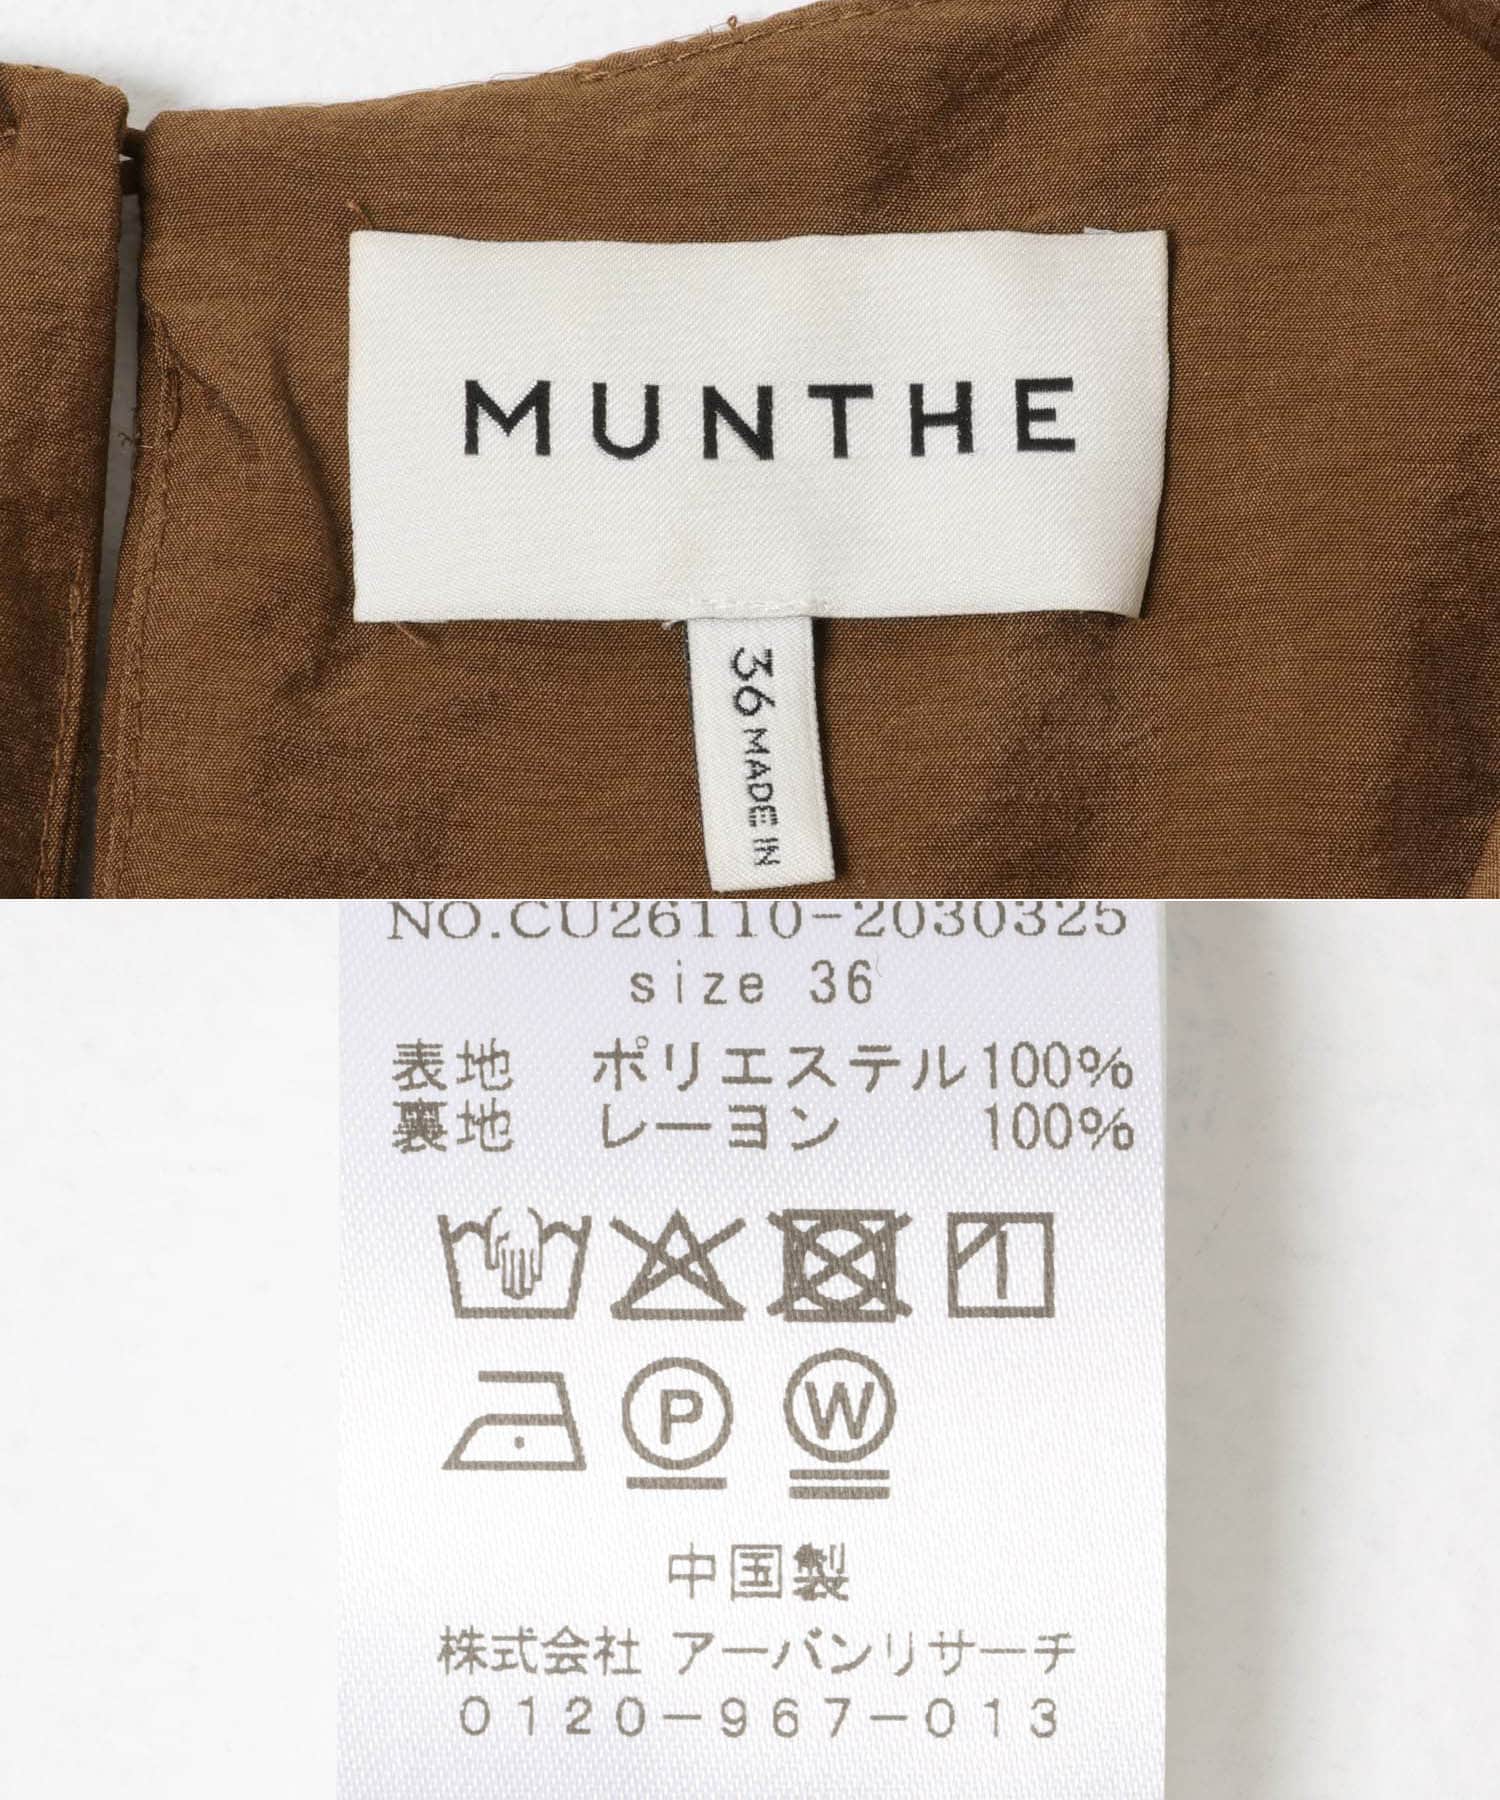 MUNTHE
36 MADE IN
NO.CU26110-2030325
size 36
表地 ポリエステル100%
裏地 レーヨン 100%
P
W
中国製
株式会社 アーバンリサーチ
0120-967-013